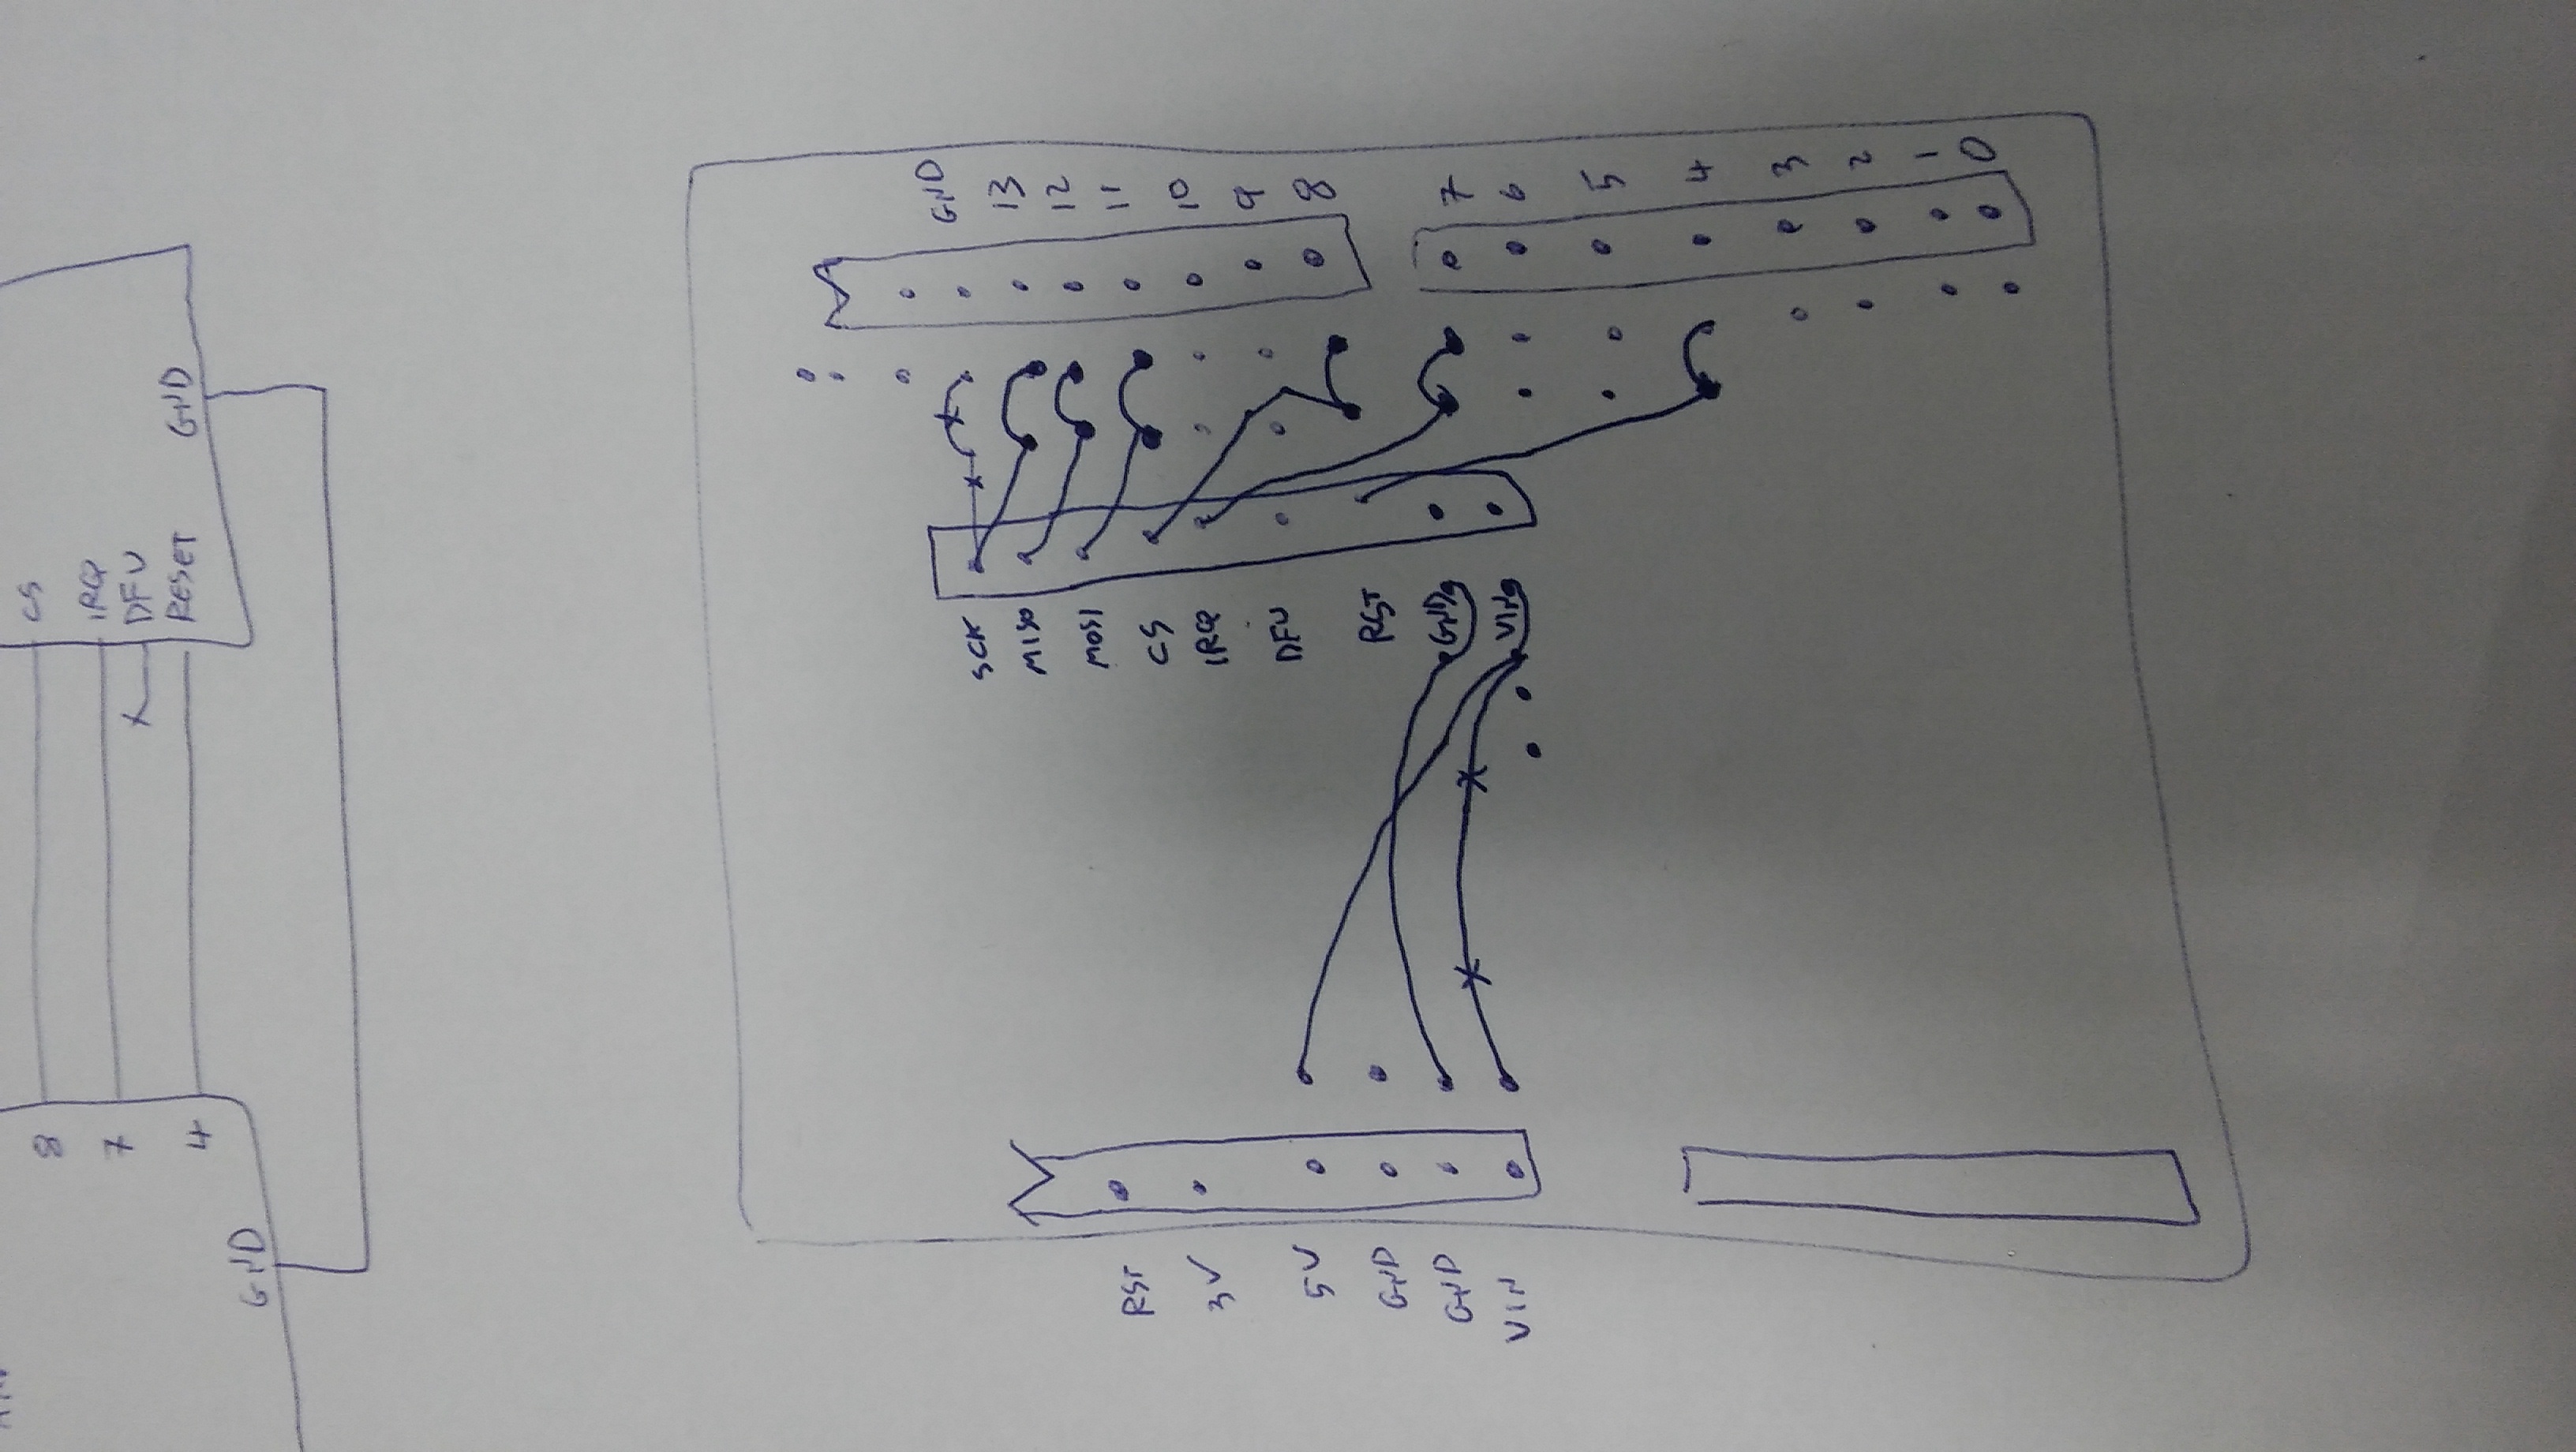 8
CS
7
IRQ
DFU
4
RESET
GND
GND
SCK
MISO
MOSI
CS
IRQ
DFU
RST
GND
VIN
RST
3V
5V
GND
GND
VIN
GND
13
12
11
10
9
8
7
6
5
4
3
2
1
0